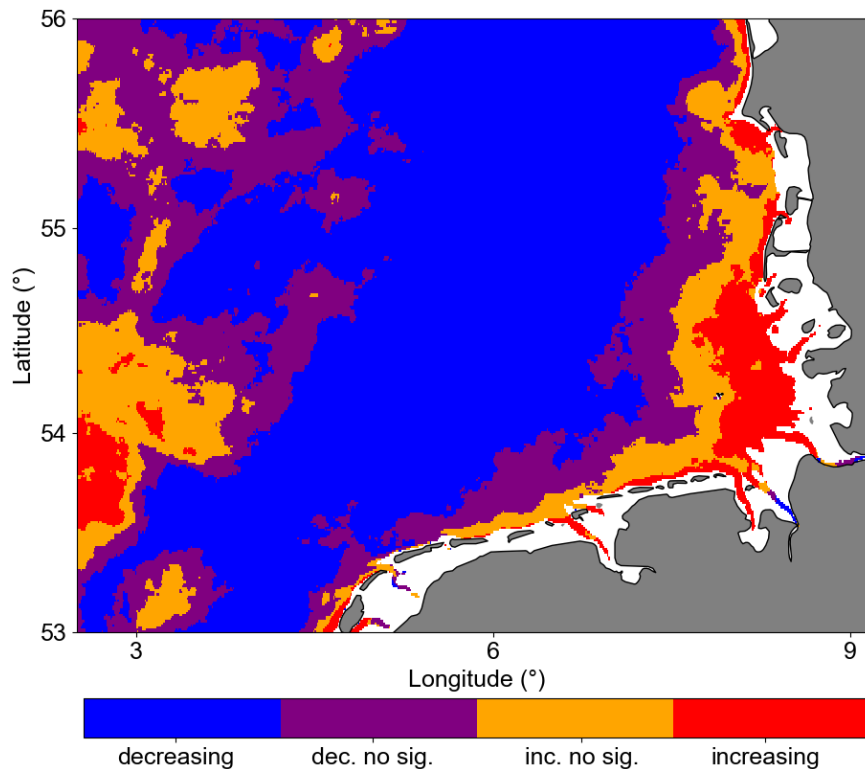 56
55
54
53
Latitude (°)
3
6
9
Longitude (°)
decreasing
dec. no sig.
inc. no sig.
increasing